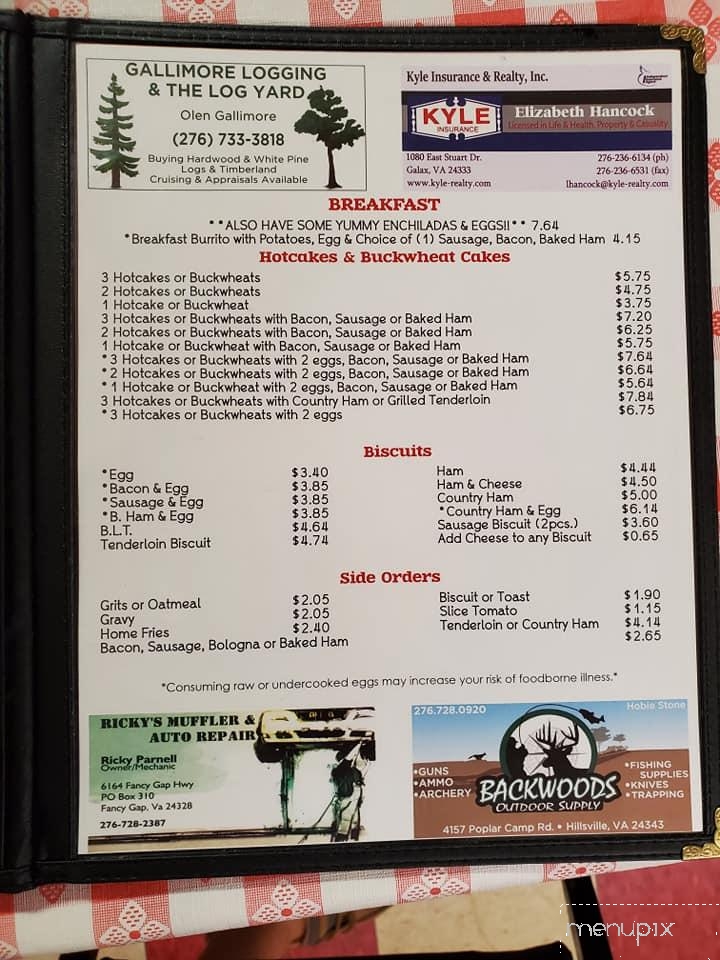 GALLIMORE LOGGING
& THE LOG YARD
Olen Gallimore
(276) 733-3818
Buying Hardwood & White Pine
Logs & Timberland
Cruising & Appraisals Available
Kyle Insurance & Realty, Inc.
KYLE
INSURANCE
Elizabeth Hancock
Licensed in Life & Health, Property & Casualty
1080 East Stuart Dr.
Galax, VA 24333
www.kyle-realty.com
276-236-6134 (ph)
276-236-6531 (fax)
lhancock@kyle-realty.com
BREAKFAST
**ALSO HAVE SOME YUMMY ENCHILADAS & EGGS!!** 7.64
*Breakfast Burrito with Potatoes, Egg & Choice of (1) Sausage, Bacon, Baked Ham 4.15
Hotcakes & Buckwheat Cakes
3 Hotcakes or Buckwheats $5.75
2 Hotcakes or Buckwheats $4.75
1 Hotcake or Buckwheat $3.75
3 Hotcakes or Buckwheats with Bacon, Sausage or Baked Ham $7.20
2 Hotcakes or Buckwheats with Bacon, Sausage or Baked Ham $6.25
1 Hotcake or Buckwheat with Bacon, Sausage or Baked Ham $5.75
*3 Hotcakes or Buckwheats with 2 eggs, Bacon, Sausage or Baked Ham $7.64
*2 Hotcakes or Buckwheats with 2 eggs, Bacon, Sausage or Baked Ham $6.64
*1 Hotcake or Buckwheat with 2 eggs, Bacon, Sausage or Baked Ham $5.64
3 Hotcakes or Buckwheats with Country Ham or Grilled Tenderloin $7.84
*3 Hotcakes or Buckwheats with 2 eggs $6.75
Biscuits
*Egg $3.40
*Bacon & Egg $3.85
*Sausage & Egg $3.85
*B. Ham & Egg $3.85
B.L.T. $4.64
Tenderloin Biscuit $4.74
Ham $4.44
Ham & Cheese $4.50
Country Ham $5.00
*Country Ham & Egg $6.14
Sausage Biscuit (2pcs.) $3.60
Add Cheese to any Biscuit $0.65
Side Orders
Grits or Oatmeal $2.05
Gravy $2.05
Home Fries $2.40
Bacon, Sausage, Bologna or Baked Ham $2.65
Biscuit or Toast $1.90
Slice Tomato $1.15
Tenderloin or Country Ham $4.14
*Consuming raw or undercooked eggs may increase your risk of foodborne illness.*
RICKY'S MUFFLER &
AUTO REPAIR
Ricky Parnell
Owner/Mechanic
6164 Fancy Gap Hwy
PO Box 310
Fancy Gap, VA 24328
276-728-2387
276.728.0920
Hobie Stone
•GUNS
•AMMO
•ARCHERY
BACKWOODS
OUTDOOR SUPPLY
•FISHING
SUPPLIES
•KNIVES
•TRAPPING
4157 Poplar Camp Rd. • Hillsville, VA 24343
menupix